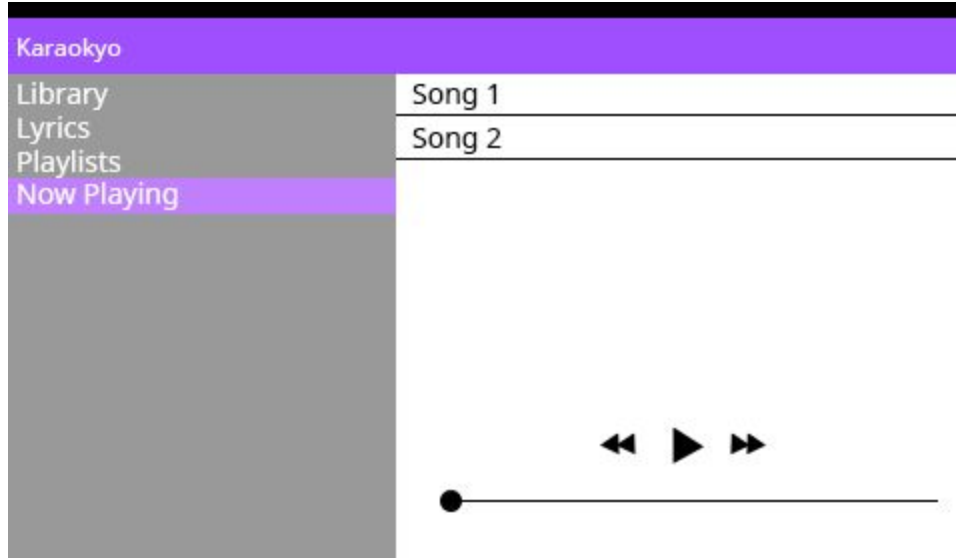 Karaokyo
Library
Lyrics
Playlists
Now Playing
Song 1
Song 2